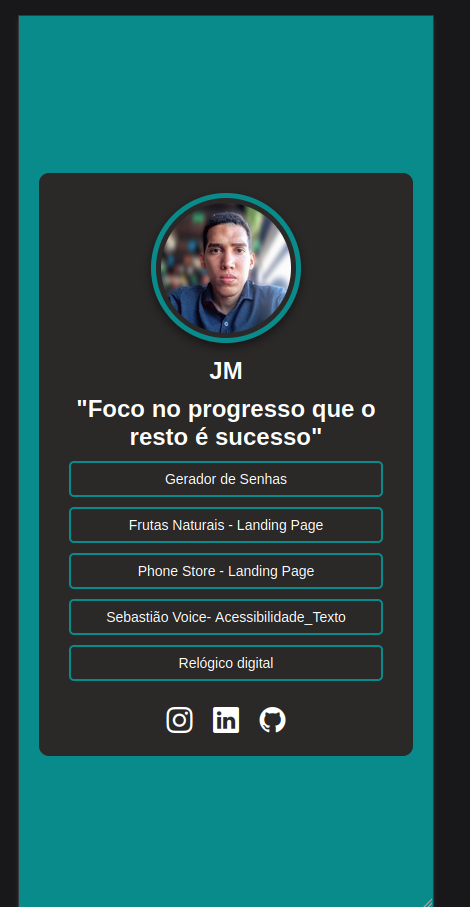 JM
"Foco no progresso que o
resto é sucesso"
Gerador de Senhas
Frutas Naturais - Landing Page
Phone Store - Landing Page
Sebastião Voice- Acessibilidade_Texto
Relógico digital
in